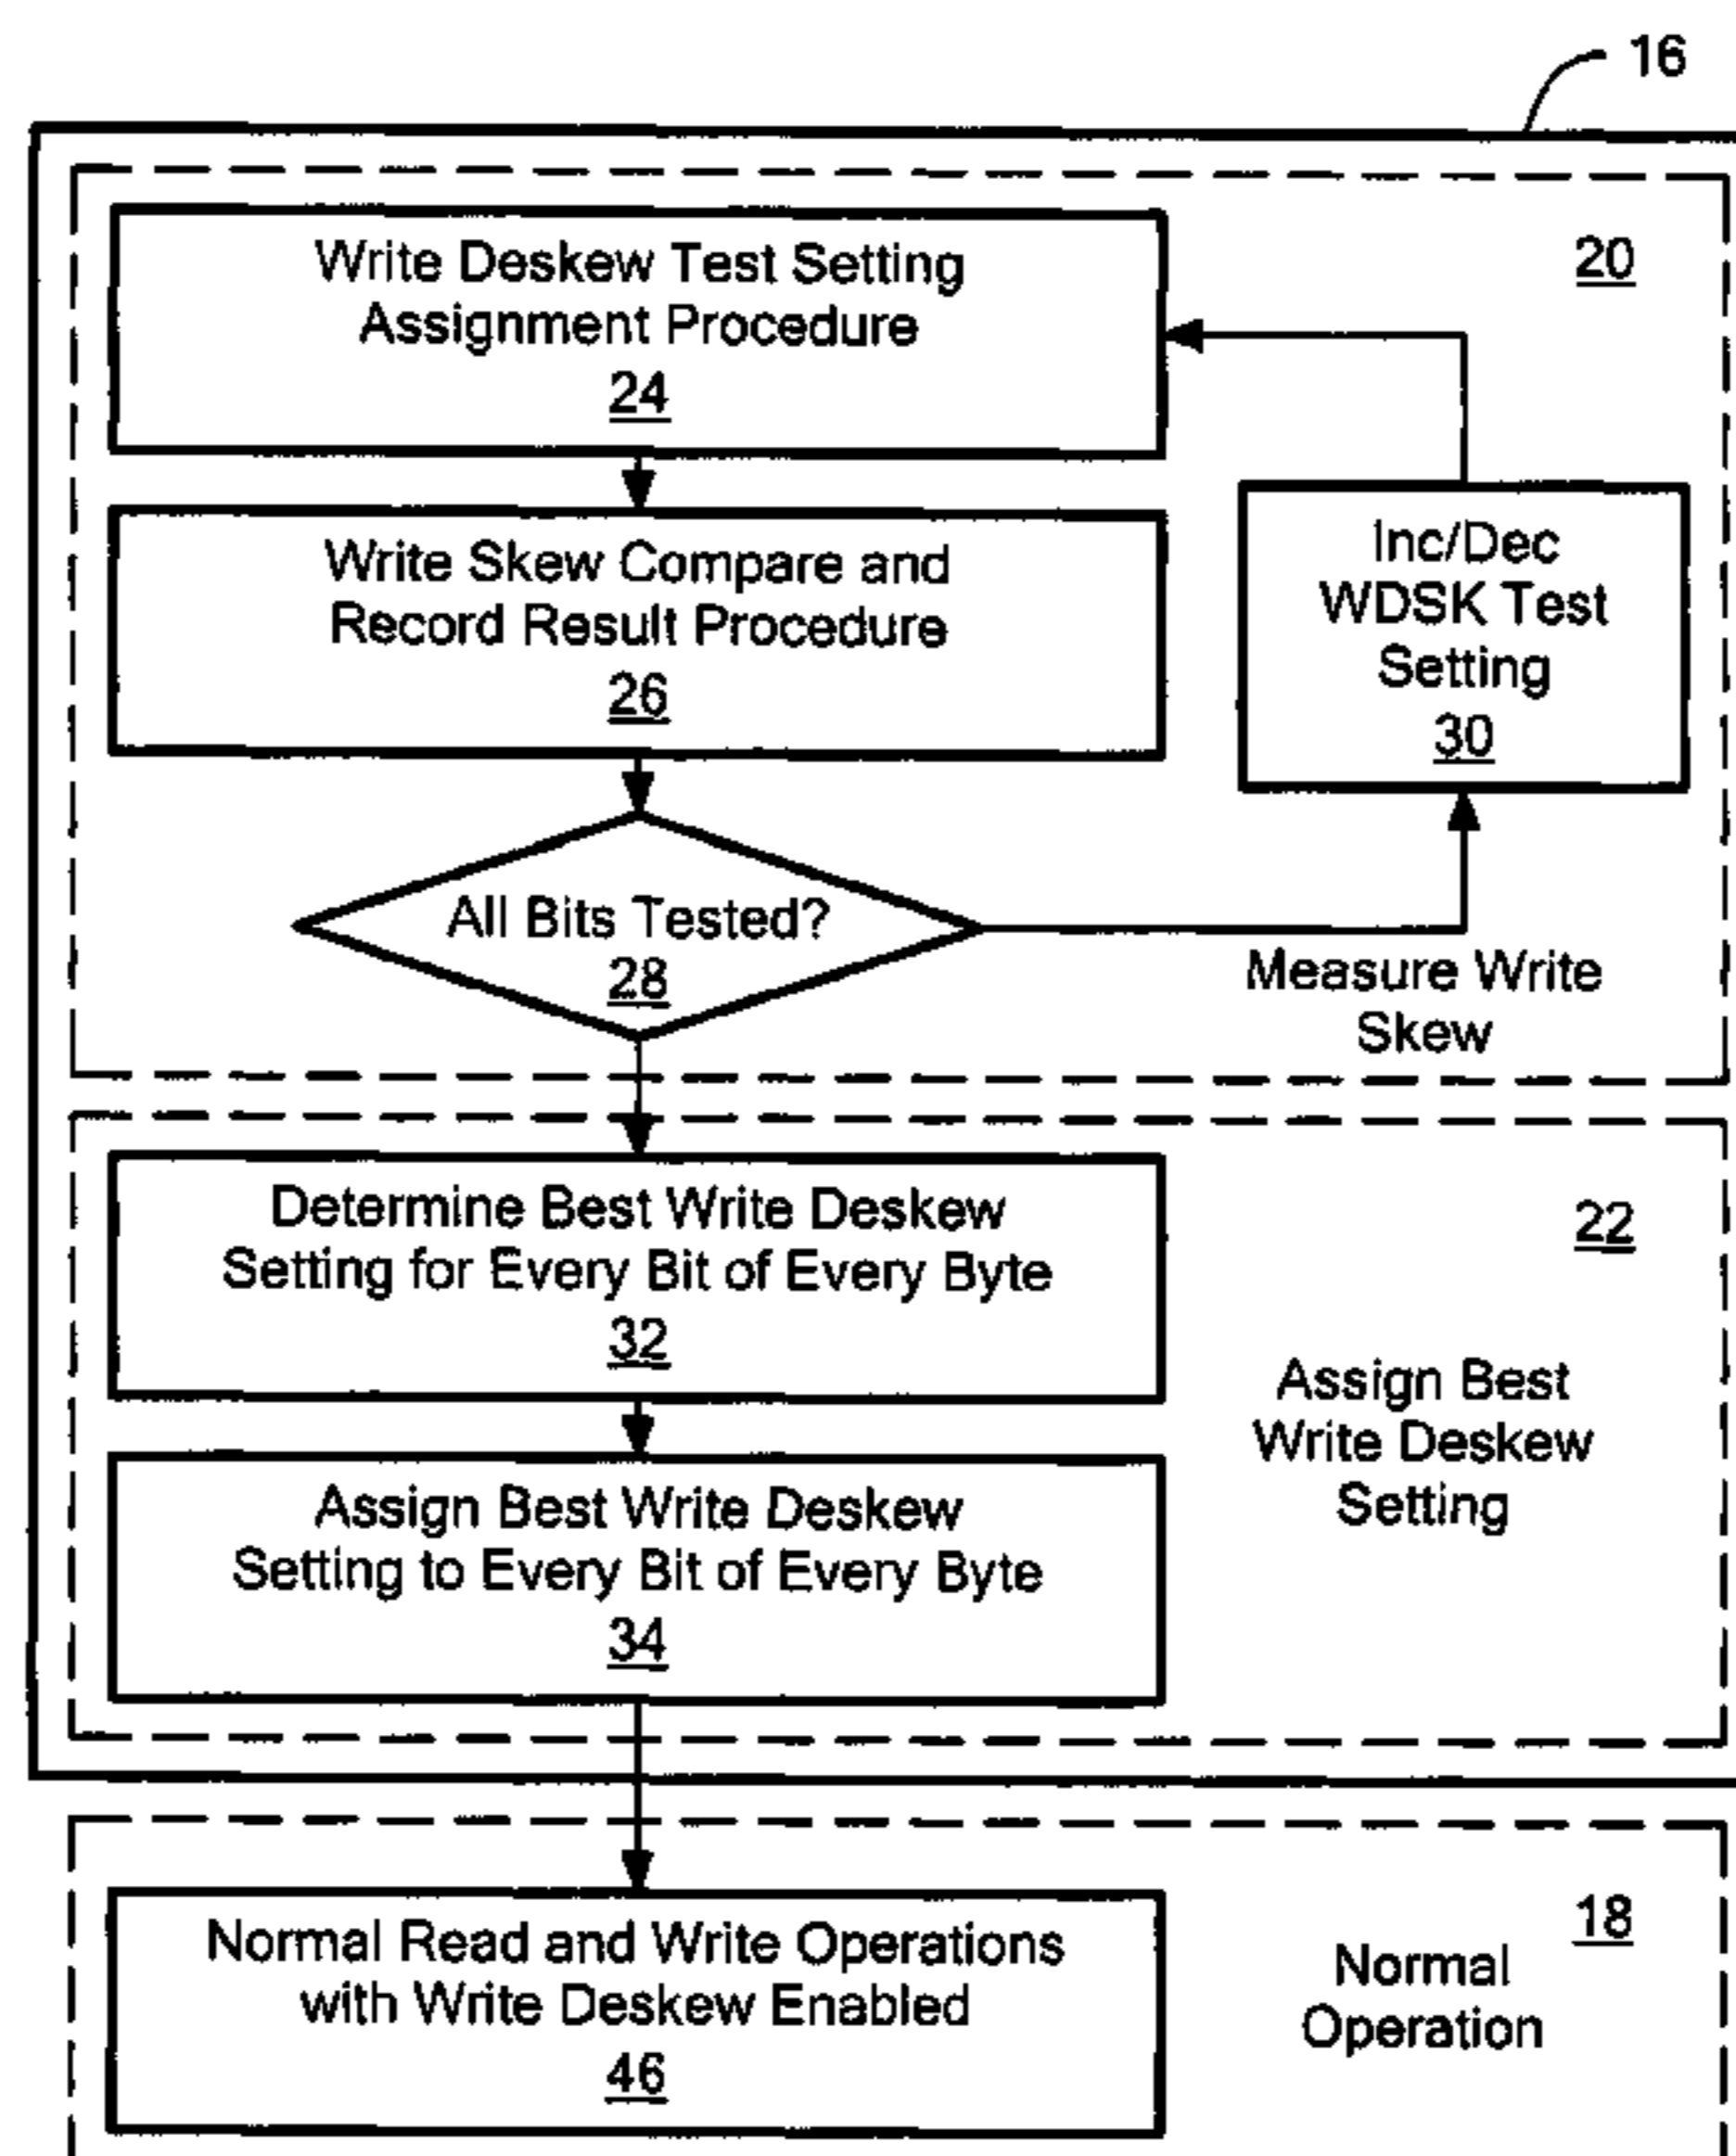 16
20
Write Deskew Test Setting
Assignment Procedure
24
Write Skew Compare and
Record Result Procedure
26
Inc/Dec
WDSK Test
Setting
30
All Bits Tested?
28
Measure Write
Skew
22
Determine Best Write Deskew
Setting for Every Bit of Every Byte
32
Assign Best
Write Deskew
Setting
Assign Best Write Deskew
Setting to Every Bit of Every Byte
34
18
Normal Read and Write Operations
with Write Deskew Enabled
46
Normal
Operation